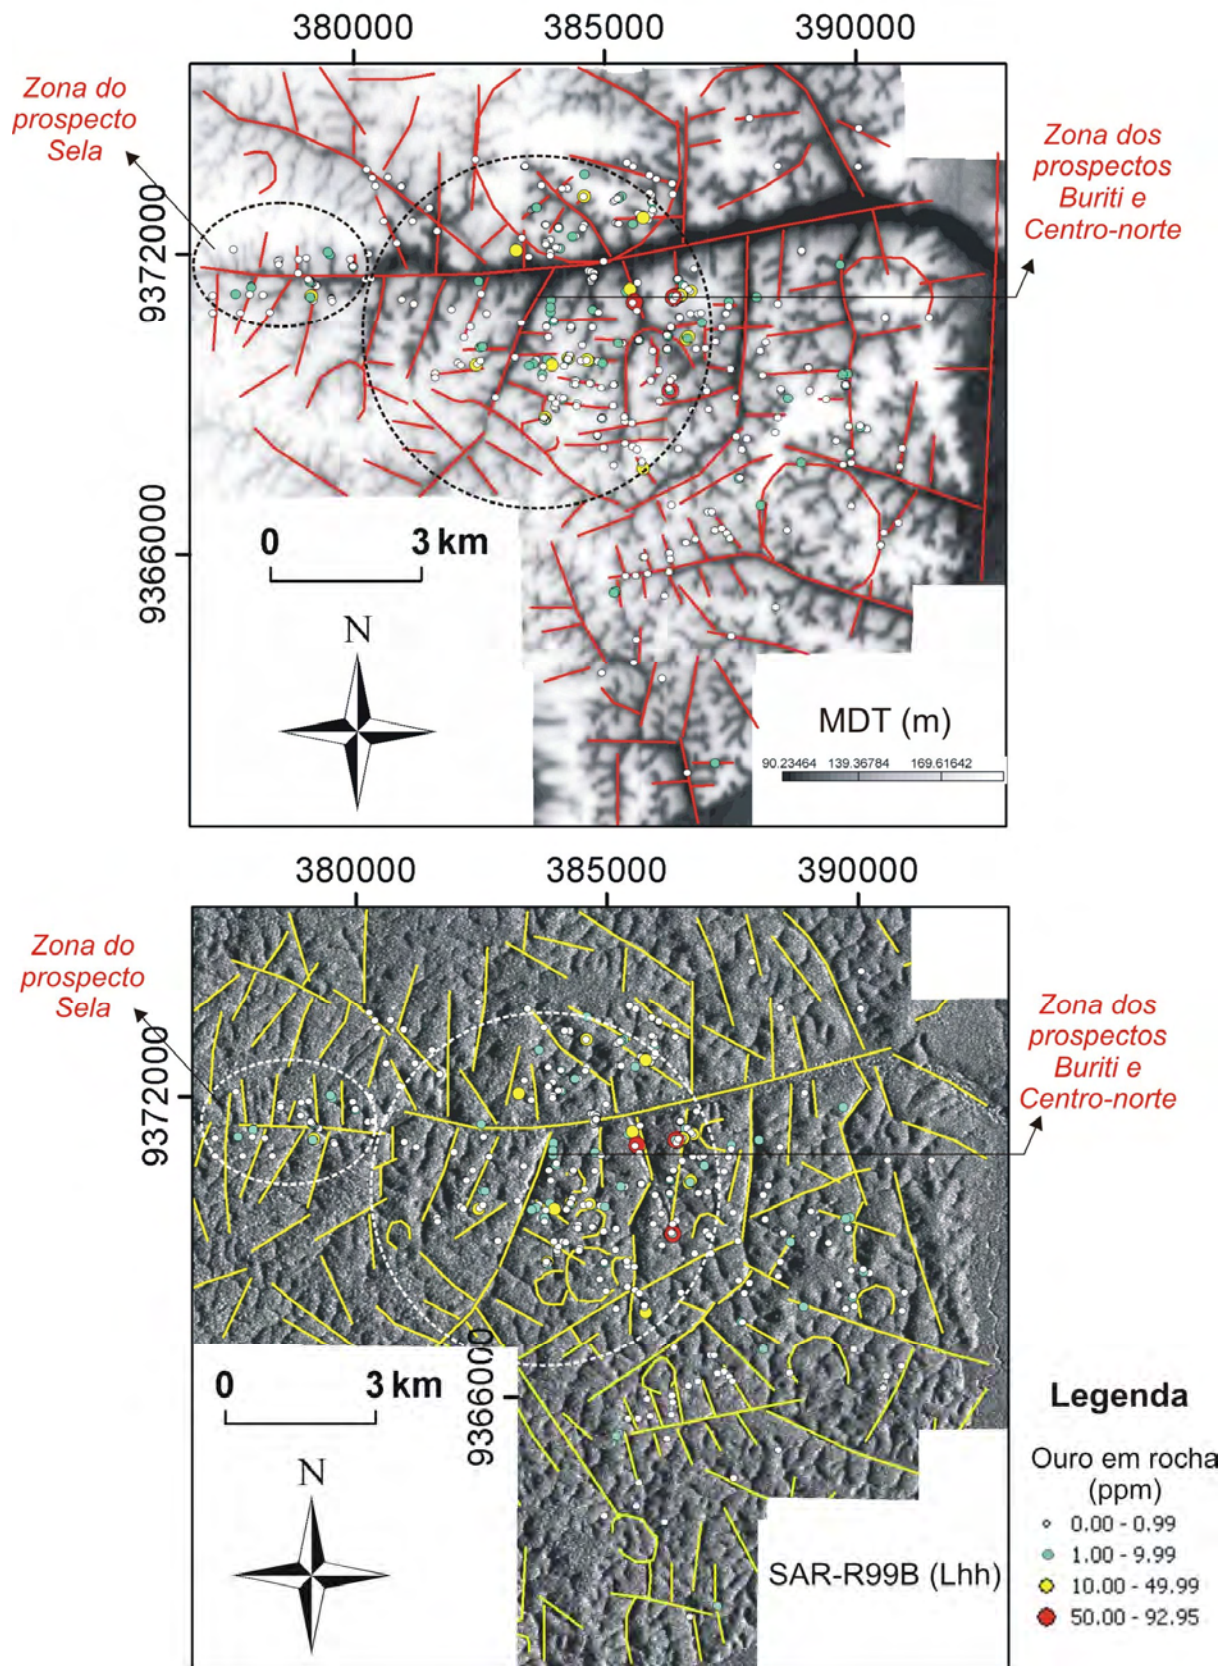 380000 385000 390000
Zona do
prospecto
Sela
Zona dos
prospectos
Buriti e
Centro-norte
9372000
9366000
0 3 km
N
MDT (m)
90.23464 139.36784 169.61642
380000 385000 390000
Zona do
prospecto
Sela
Zona dos
prospectos
Buriti e
Centro-norte
9372000
9366000
0 3 km
N
SAR-R99B (Lhh)
Legenda
Ouro em rocha
(ppm)
0.00 - 0.99
1.00 - 9.99
10.00 - 49.99
50.00 - 92.95